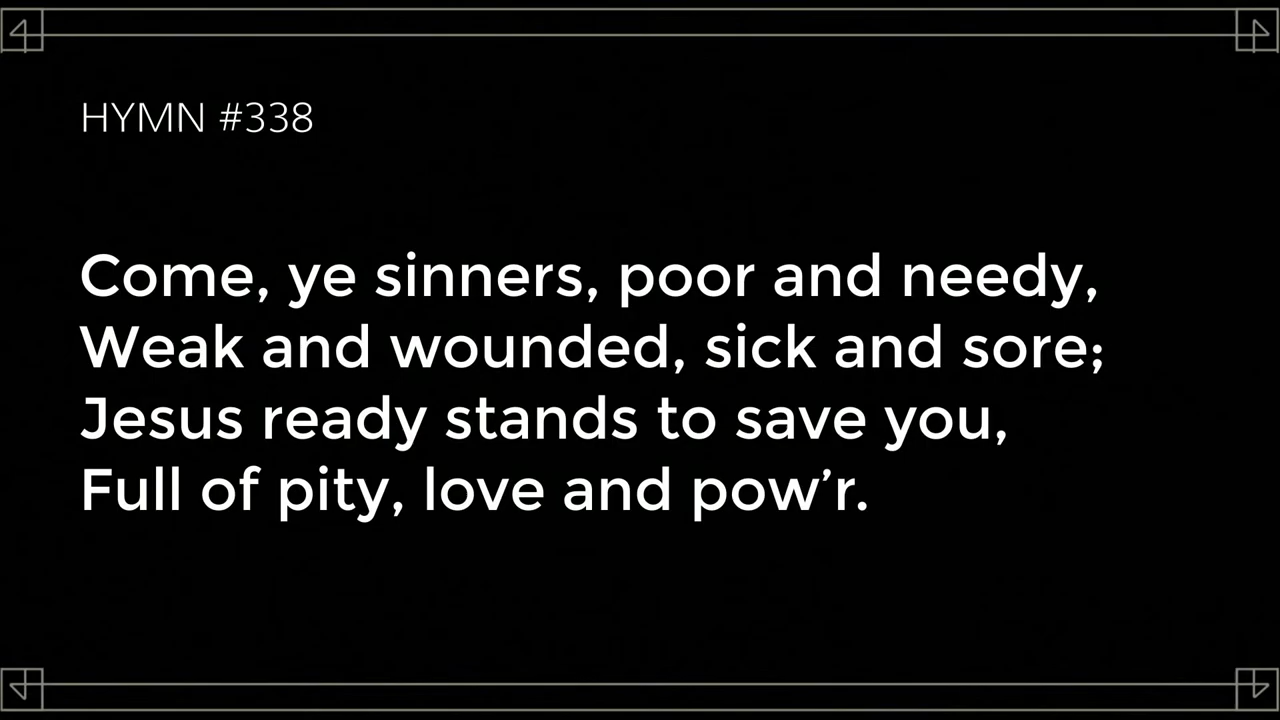 HYMN #338
Come, ye sinners, poor and needy,
Weak and wounded, sick and sore;
Jesus ready stands to save you,
Full of pity, love and pow’r.